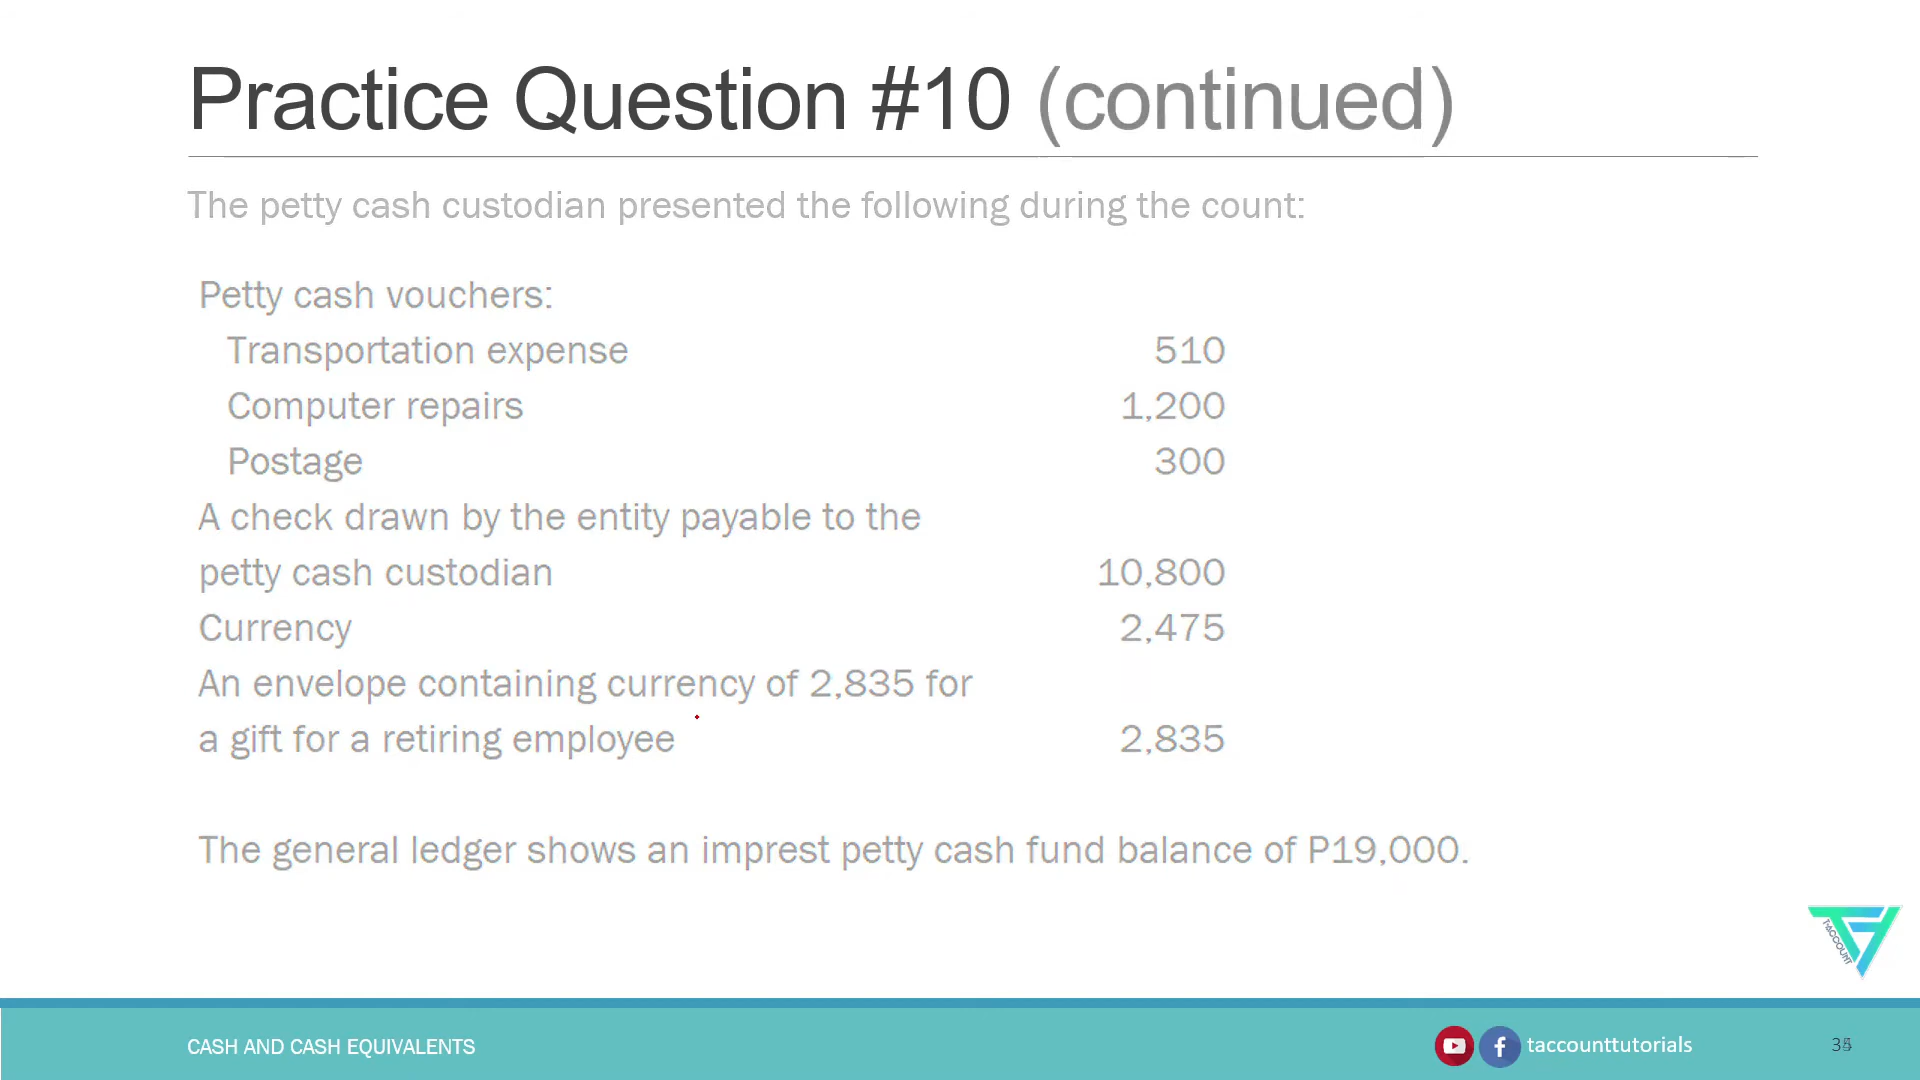 Practice Question #10 (continued)
The petty cash custodian presented the following during the count:
Petty cash vouchers:
Transportation expense 510
Computer repairs 1,200
Postage 300
A check drawn by the entity payable to the
petty cash custodian 10,800
Currency 2,475
An envelope containing currency of 2,835 for
a gift for a retiring employee 2,835
The general ledger shows an imprest petty cash fund balance of P19,000.
T-ACCOUNT
CASH AND CASH EQUIVALENTS
taccounttutorials